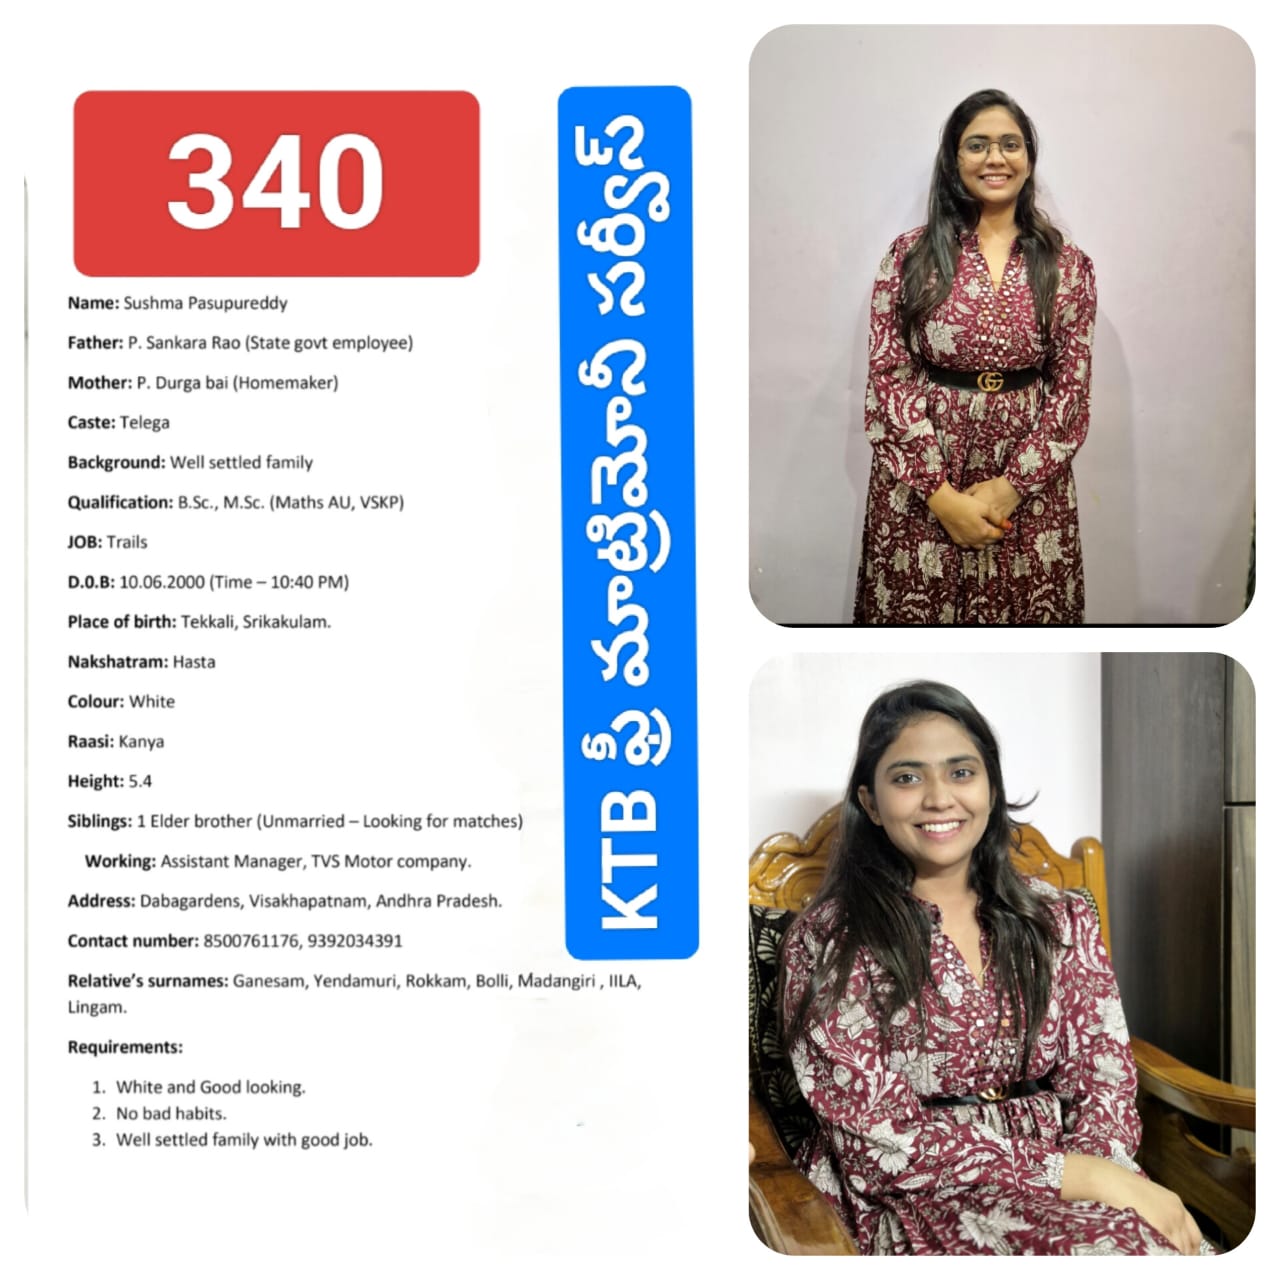 340
Name: Sushma Pasupureddy
Father: P. Sankara Rao (State govt employee)
Mother: P. Durga bai (Homemaker)
Caste: Telega
Background: Well settled family
Qualification: B.Sc., M.Sc. (Maths AU, VSKP)
JOB: Trails
D.0.B: 10.06.2000 (Time – 10:40 PM)
Place of birth: Tekkali, Srikakulam.
Nakshatram: Hasta
Colour: White
Raasi: Kanya
Height: 5.4
Siblings: 1 Elder brother (Unmarried – Looking for matches)
Working: Assistant Manager, TVS Motor company.
Address: Dabagardens, Visakhapatnam, Andhra Pradesh.
Contact number: 8500761176, 9392034391
Relative's surnames: Ganesam, Yendamuri, Rokkam, Bolli, Madangiri , IILA,
Lingam.
Requirements:
1. White and Good looking.
2. No bad habits.
3. Well settled family with good job.
KTB ఫ్రీ మాట్రిమోనీ సర్వీస్